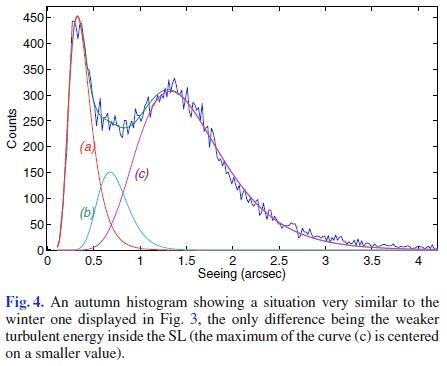 450
400
350
300
250
200
150
100
50
0
Counts
(a)
(b)
(c)
0 0.5 1 1.5 2 2.5 3 3.5 4
Seeing (arcsec)
Fig. 4. An autumn histogram showing a situation very similar to the
winter one displayed in Fig. 3, the only difference being the weaker
turbulent energy inside the SL (the maximum of the curve (c) is centered
on a smaller value).